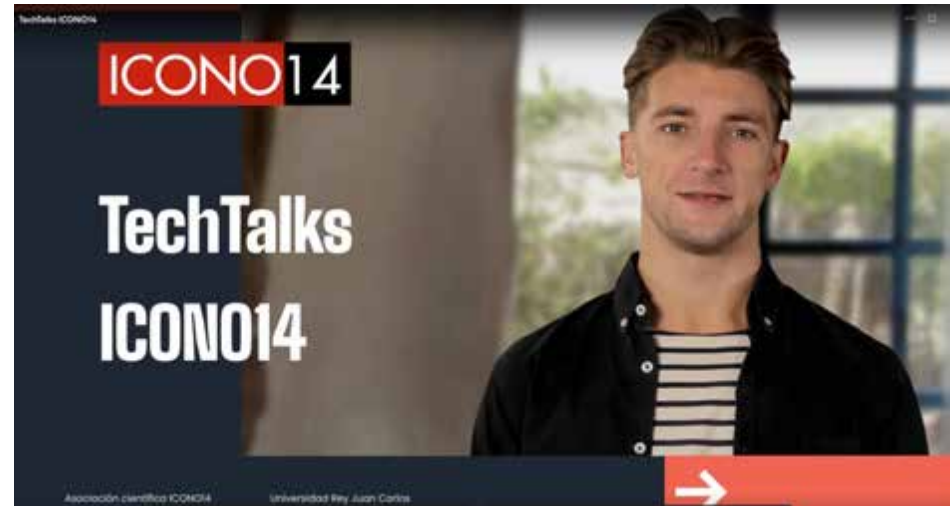 TechTalks ICONO14
ICONO14
TechTalks
ICONO14
Asociación científica ICONO14
Universidad Rey Juan Carlos